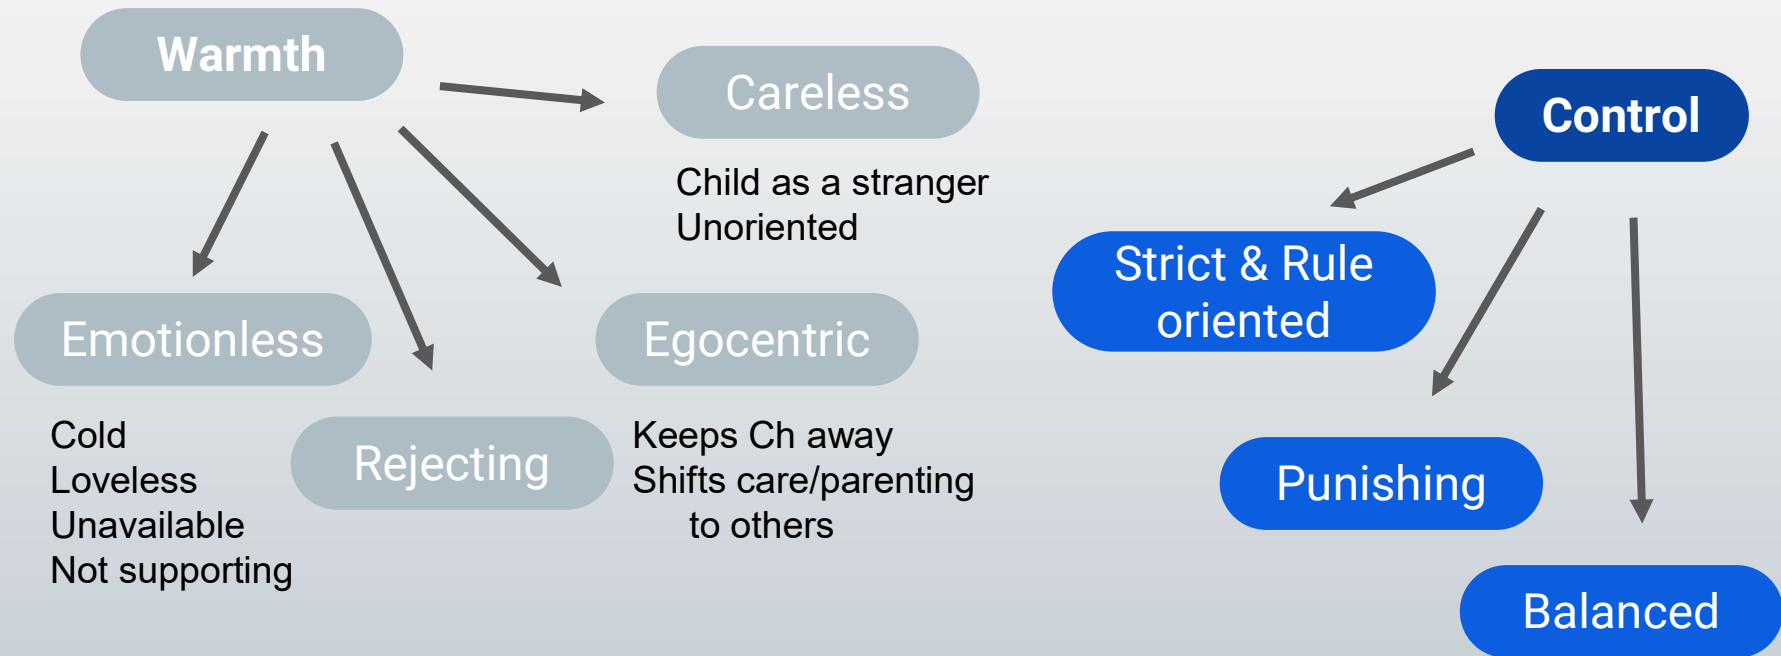 Warmth
Careless
Child as a stranger
Unoriented
Emotionless
Cold
Loveless
Unavailable
Not supporting
Rejecting
Egocentric
Keeps Ch away
Shifts care/parenting
to others
Control
Strict & Rule
oriented
Punishing
Balanced